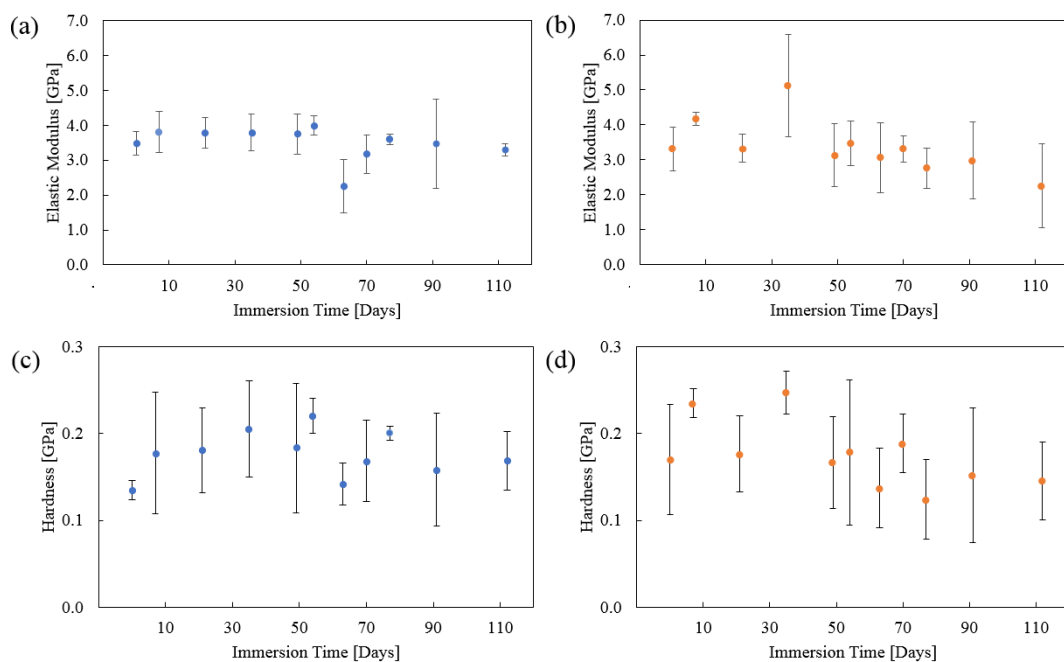 (a)
7.0
6.0
5.0
4.0
3.0
2.0
1.0
0.0
Elastic Modulus [GPa]
10 30 50 70 90 110
Immersion Time [Days]
(b)
7.0
6.0
5.0
4.0
3.0
2.0
1.0
0.0
Elastic Modulus [GPa]
10 30 50 70 90 110
Immersion Time [Days]
(c)
0.3
0.2
0.1
0.0
Hardness [GPa]
10 30 50 70 90 110
Immersion Time [Days]
(d)
0.3
0.2
0.1
0.0
Hardness [GPa]
10 30 50 70 90 110
Immersion Time [Days]